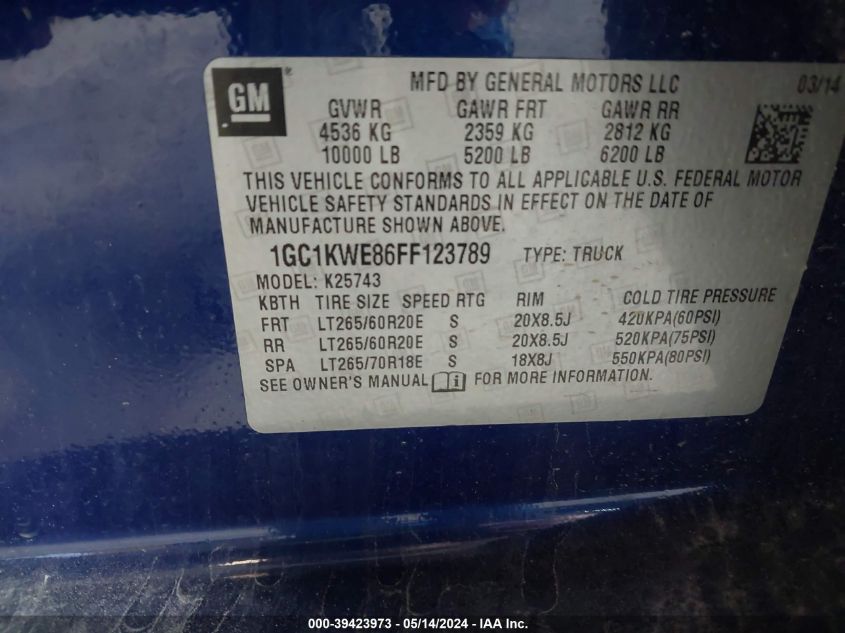 GM ® MFD BY GENERAL MOTORS LLC 03/14
GVWR GAWR FRT GAWR RR
4536 KG 2359 KG 2812 KG
10000 LB 5200 LB 6200 LB
THIS VEHICLE CONFORMS TO ALL APPLICABLE U.S. FEDERAL MOTOR
VEHICLE SAFETY STANDARDS IN EFFECT ON THE DATE OF
MANUFACTURE SHOWN ABOVE.
1GC1KWE86FF123789 TYPE: TRUCK
MODEL: K25743
KBTH TIRE SIZE SPEED RTG RIM COLD TIRE PRESSURE
FRT LT265/60R20E S 20X8.5J 420KPA(60PSI)
RR LT265/60R20E S 20X8.5J 520KPA(75PSI)
SPA LT265/70R18E S 18X8J 550KPA(80PSI)
SEE OWNER'S MANUAL i FOR MORE INFORMATION.
000-39423973 - 05/14/2024 - IAA Inc.